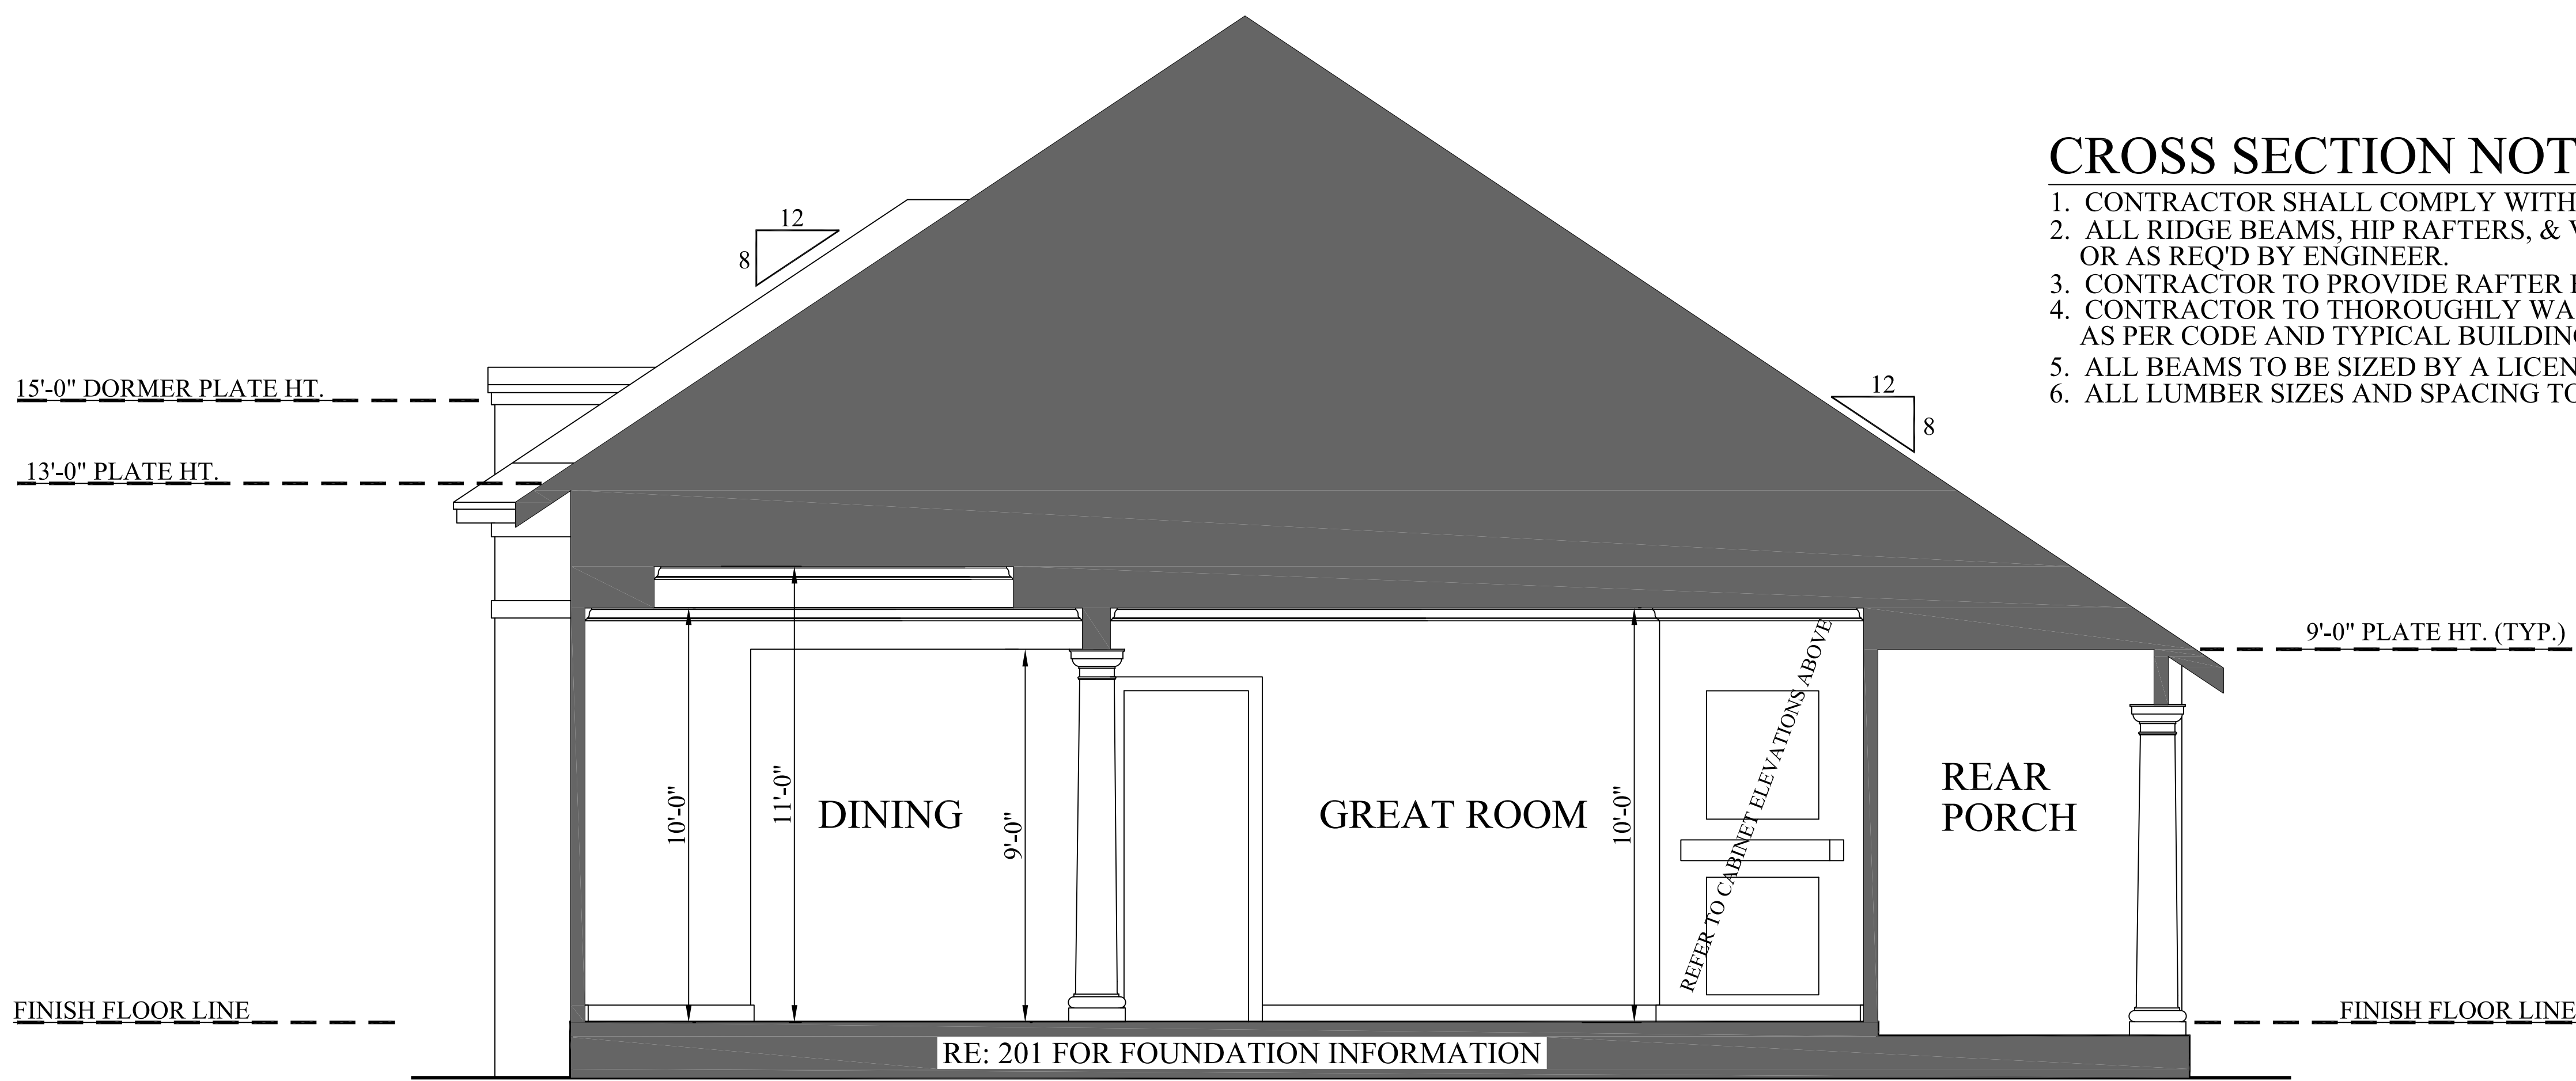 CROSS SECTION NOT
1. CONTRACTOR SHALL COMPLY WITH
2. ALL RIDGE BEAMS, HIP RAFTERS, &
OR AS REQ'D BY ENGINEER.
3. CONTRACTOR TO PROVIDE RAFTER
4. CONTRACTOR TO THOROUGHLY WA
AS PER CODE AND TYPICAL BUILDING
5. ALL BEAMS TO BE SIZED BY A LICEN
6. ALL LUMBER SIZES AND SPACING TO
12
8
12
8
15'-0" DORMER PLATE HT.
13'-0" PLATE HT.
9'-0" PLATE HT. (TYP.)
10'-0"
11'-0"
DINING
9'-0"
GREAT ROOM
10'-0"
REFER TO CABINET ELEVATIONS ABOVE
REAR
PORCH
FINISH FLOOR LINE
FINISH FLOOR LINE
RE: 201 FOR FOUNDATION INFORMATION